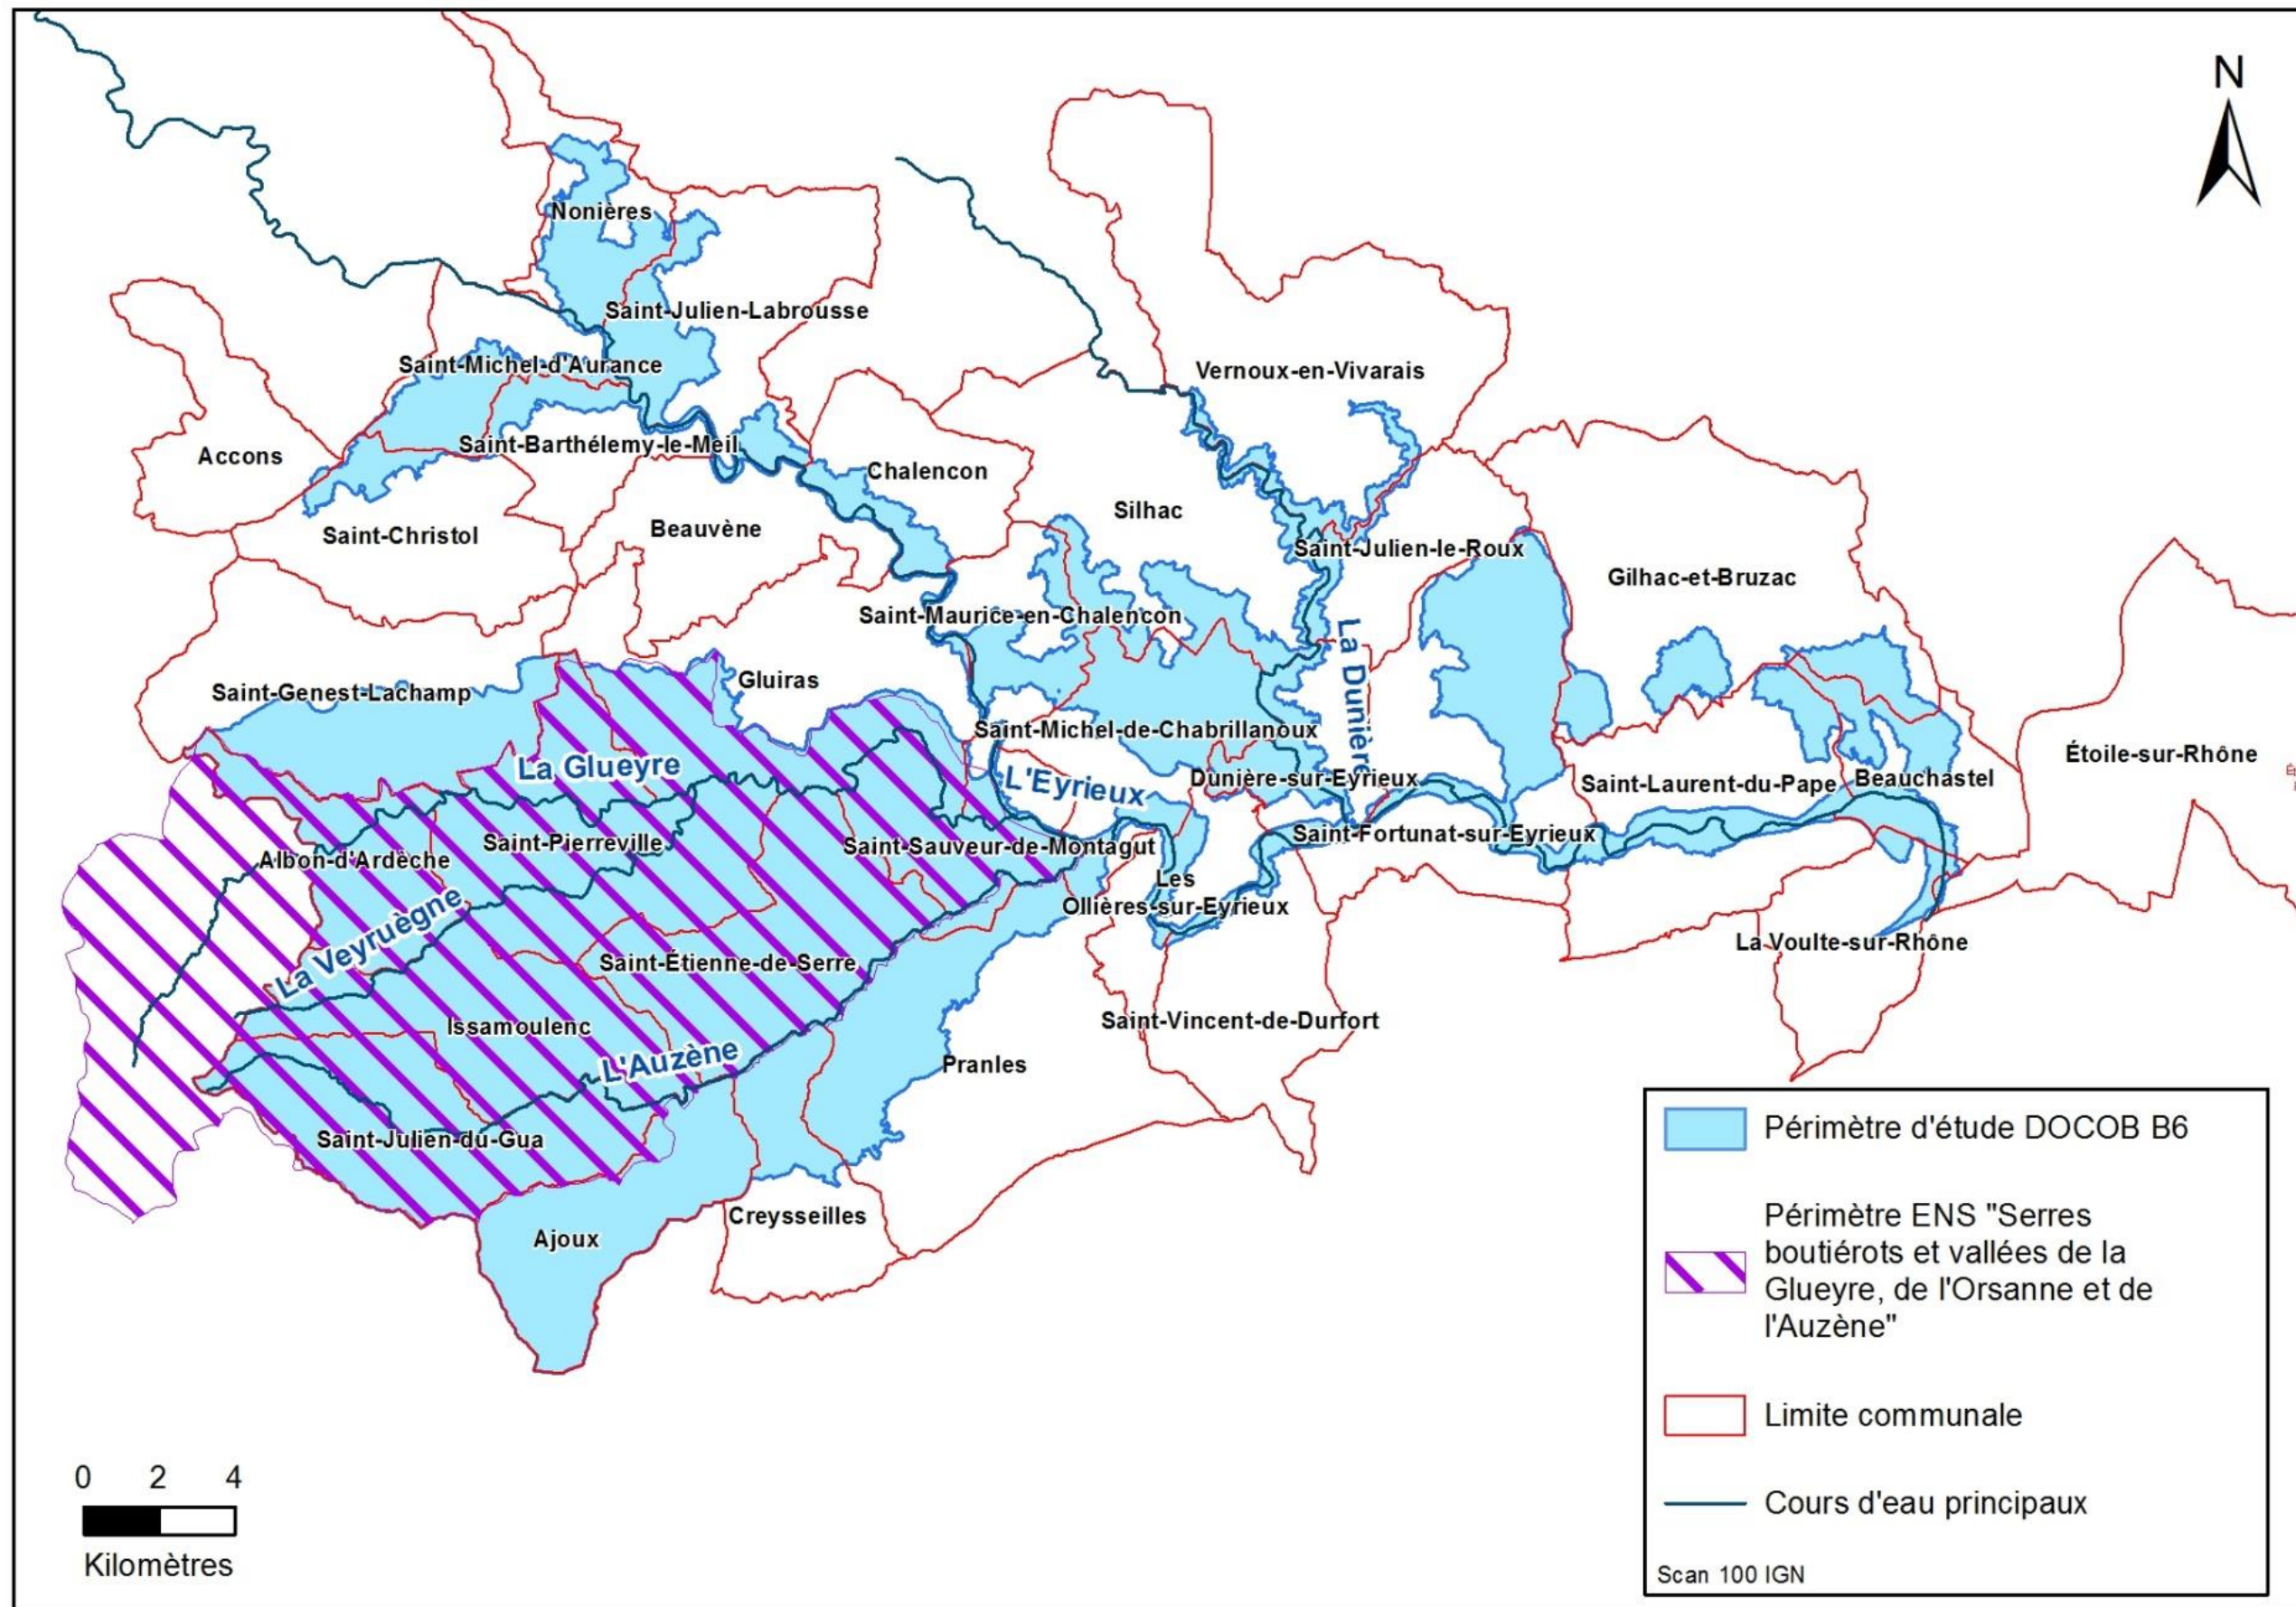 N
Nonières
Saint-Julien-Labrousse
Saint-Michel-d'Aurance
Vernoux-en-Vivarais
Saint-Barthélemy-le-Meil
Accons
Chalencon
Silhac
Saint-Christol
Beauvène
Saint-Julien-le-Roux
Gilhac-et-Bruzac
Saint-Maurice-en-Chalencon
La Dunière
Gluiras
Saint-Genest-Lachamp
Saint-Michel-de-Chabrillanoux
Étoile-sur-Rhône
La Glueyre
L'Eyrieux
Dunière-sur-Eyrieux
Saint-Laurent-du-Pape
Beauchastel
Saint-Fortunat-sur-Eyrieux
Saint-Pierreville
Saint-Sauveur-de-Montagut
Albon-d'Ardèche
Les
Ollières-sur-Eyrieux
La Veyruègne
La Voulte-sur-Rhône
Saint-Étienne-de-Serre
Saint-Vincent-de-Durfort
Issamoulenc
L'Auzène
Pranles
Saint-Julien-du-Gua
Creysseilles
Ajoux
Périmètre d'étude DOCOB B6
Périmètre ENS "Serres
boutiérots et vallées de la
Glueyre, de l'Orsanne et de
l'Auzène"
Limite communale
Cours d'eau principaux
Scan 100 IGN
0 2 4
Kilomètres